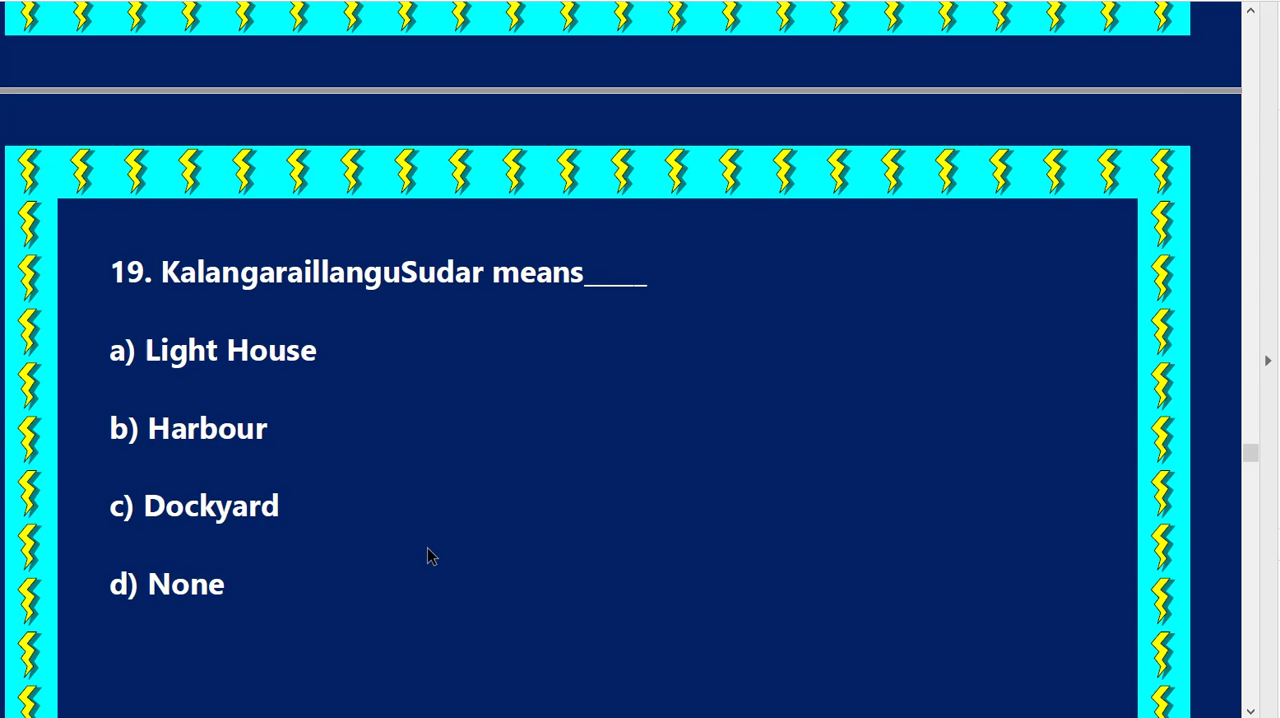 19. KalangaraillanguSudar means_____
a) Light House
b) Harbour
c) Dockyard
d) None